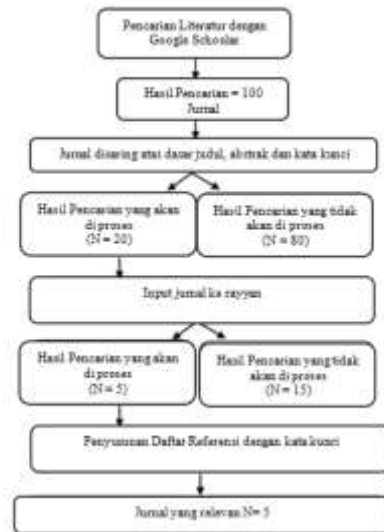 Pencarian Literatur dengan
Google Schoolar
Hasil Pencarian = 100
Jurnal
Jurnal disaring atas dasar judul, abstrak dan kata kunci
Hasil Pencarian yang akan
di proses
(N = 20)
Hasil Pencarian yang tidak
akan di proses
(N = 80)
Input jurnal ke rayyan
Hasil Pencarian yang akan
di proses
(N = 5)
Hasil Pencarian yang tidak
akan di proses
(N = 15)
Penyusunan Daftar Referensi dengan kata kunci
Jurnal yang relevan N= 5